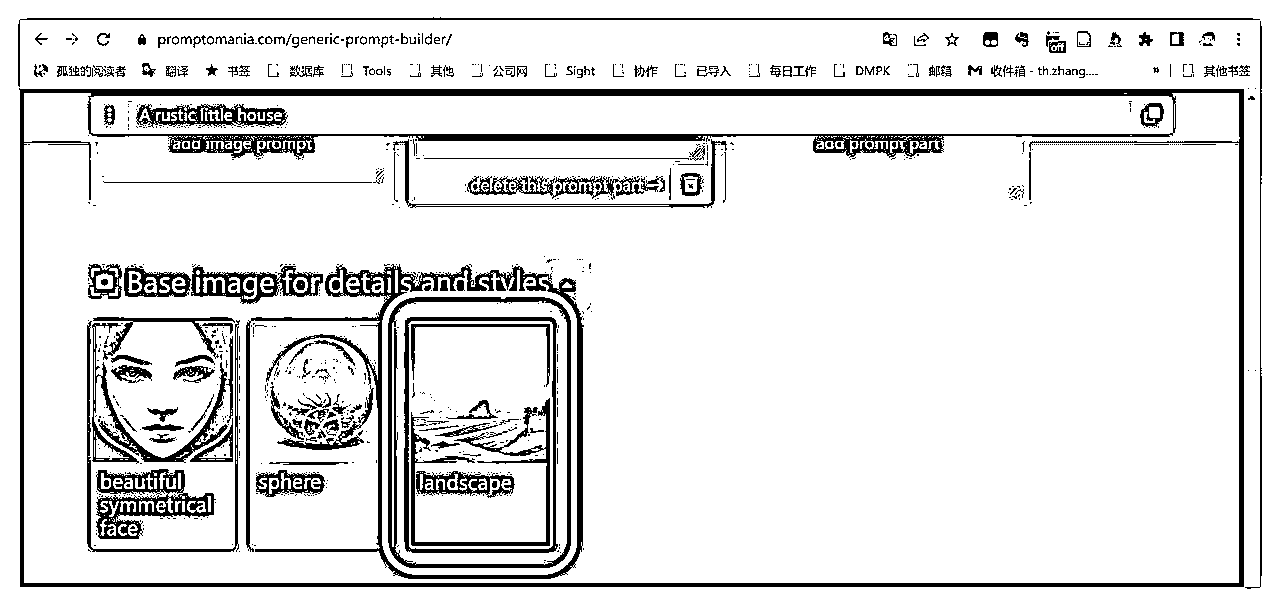 promptomania.com/generic-prompt-builder/
off
孤独的阅读者 翻译 书签 数据库 Tools 其他 公司网 Sight 协作 已导入 每日工作 DMPK 邮箱 收件箱 - th.zhang.... » 其他书签
A rustic little house
add image prompt
add prompt part
delete this prompt part
Base image for details and styles
beautiful symmetrical face
sphere
landscape